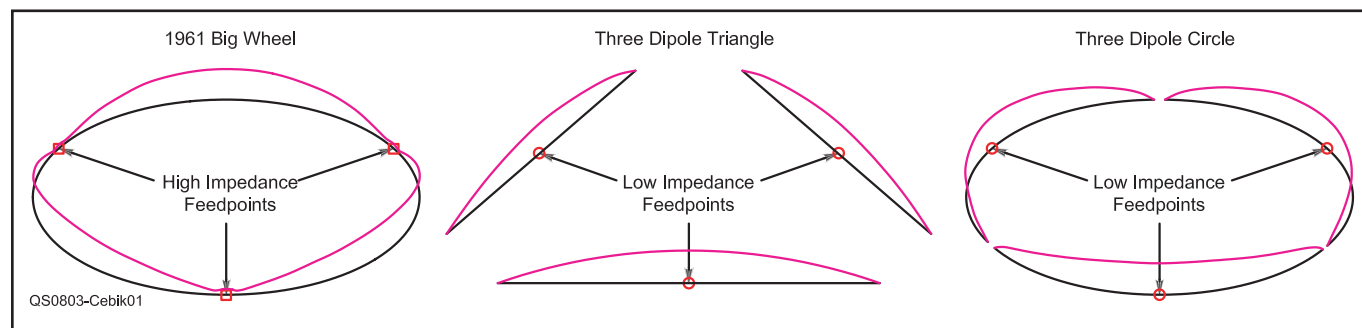 1961 Big Wheel
High Impedance
Feedpoints
QS0803-Cebik01
Three Dipole Triangle
Low Impedance
Feedpoints
Three Dipole Circle
Low Impedance
Feedpoints